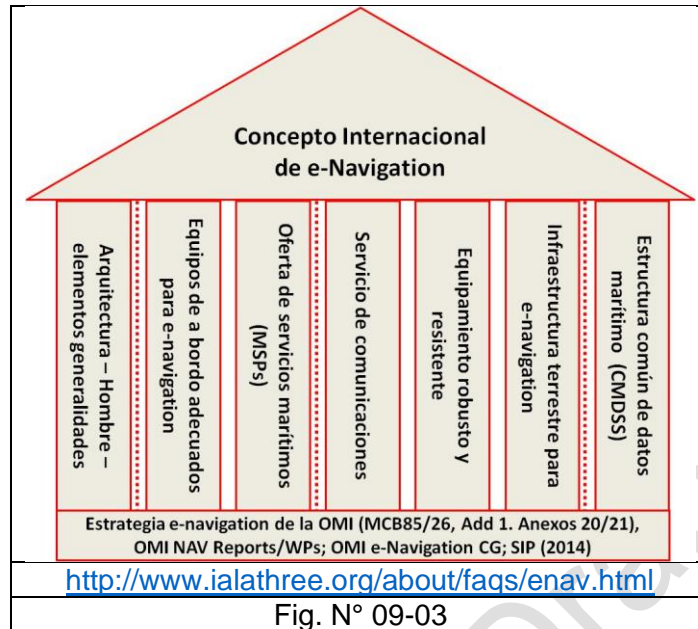 Concepto Internacional
de e-Navigation
Arquitectura – Hombre –
elementos generalidades
Equipos de a bordo adecuados
para e-navigation
Oferta de servicios marítimos
(MSPs)
Servicio de comunicaciones
Equipamiento robusto y
resistente
Infraestructura terrestre para
e-navigation
Estructura común de datos
marítimo (CMDSS)
Estrategia e-navigation de la OMI (MCB85/26, Add 1. Anexos 20/21),
OMI NAV Reports/WPs; OMI e-Navigation CG; SIP (2014)
http://www.ialathree.org/about/faqs/enav.html
Fig. N° 09-03